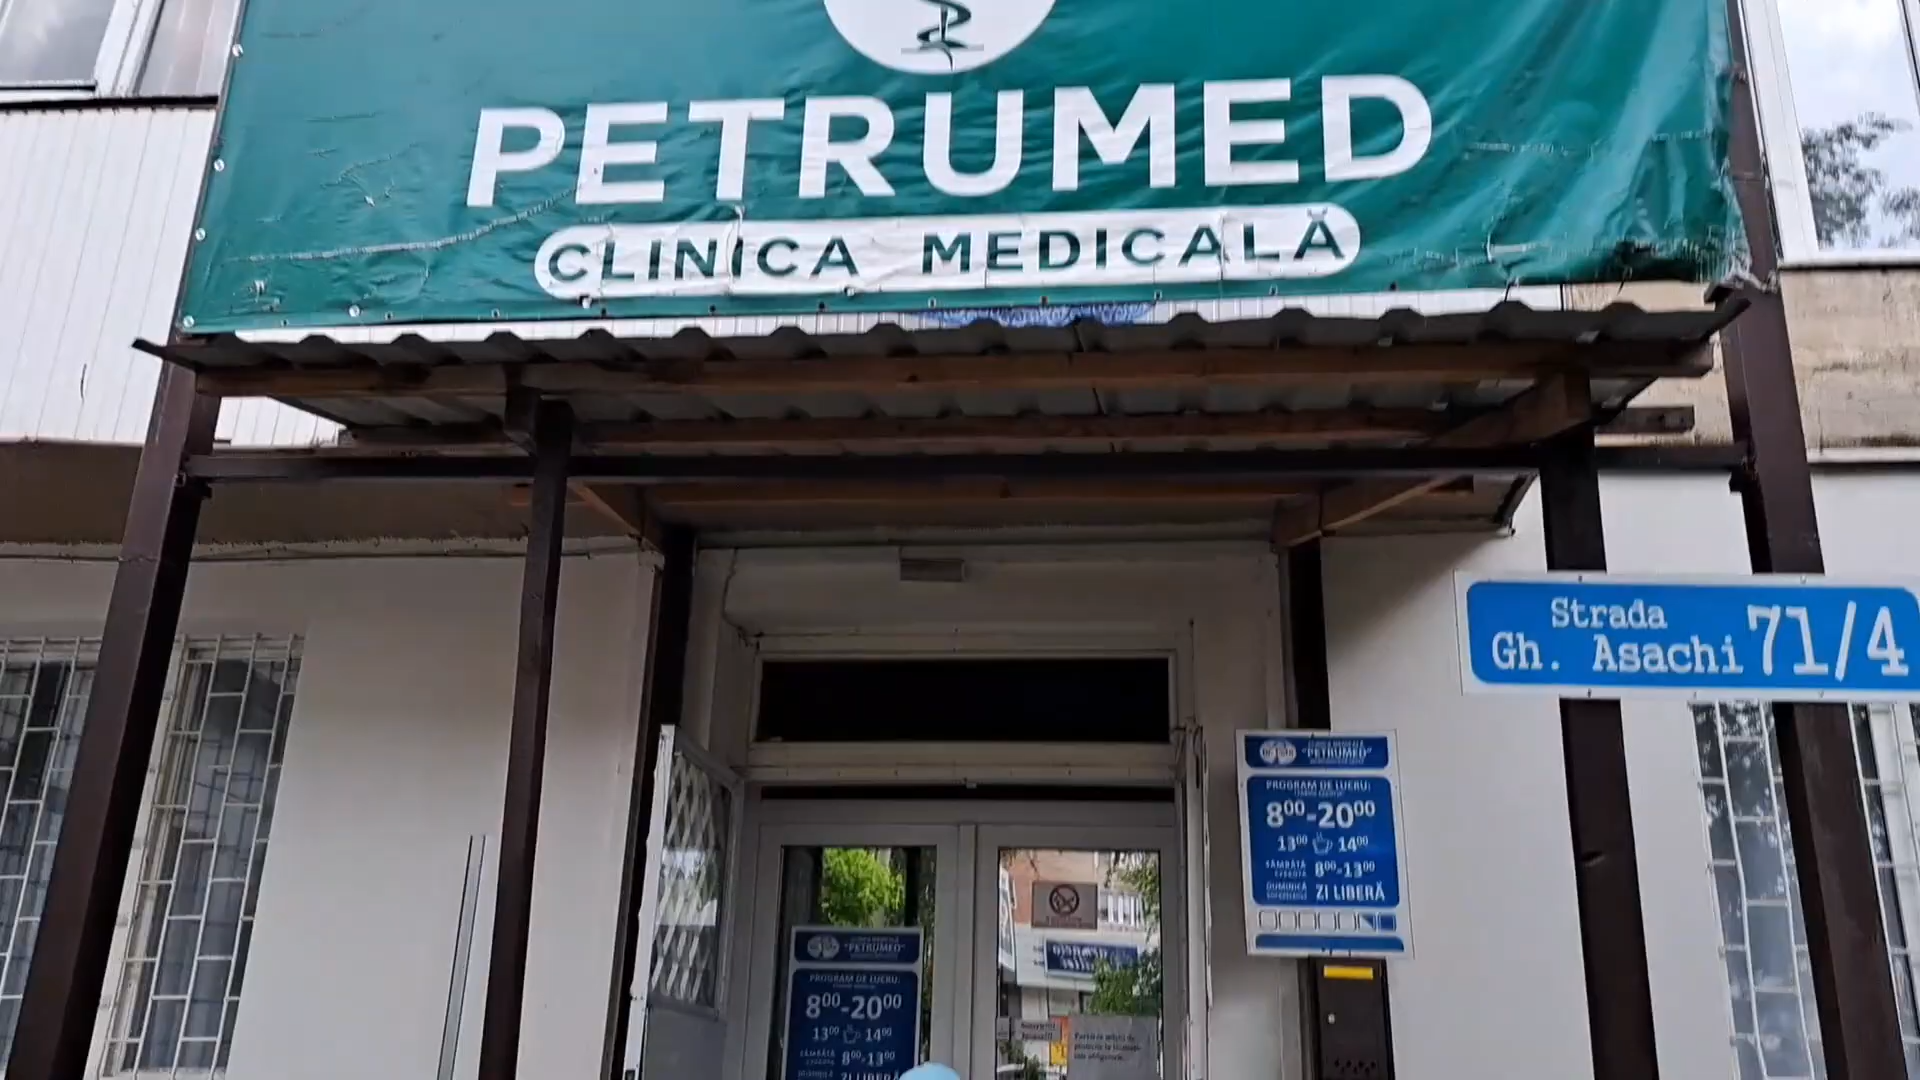 PETRUMED
CLINICA MEDICALĂ
Strada
Gh. Asachi 71/4
"PETRUMED"
PROGRAM DE LUCRU:
8⁰⁰-20⁰⁰
13⁰⁰ 14⁰⁰
SÂMBĂTĂ 8⁰⁰-13⁰⁰
DUMINICĂ ZI LIBERĂ
"PETRUMED"
PROGRAM DE LUCRU:
8⁰⁰-20⁰⁰
13⁰⁰ 14⁰⁰
SÂMBĂTĂ 8⁰⁰-13⁰⁰
ZI LIBERĂ